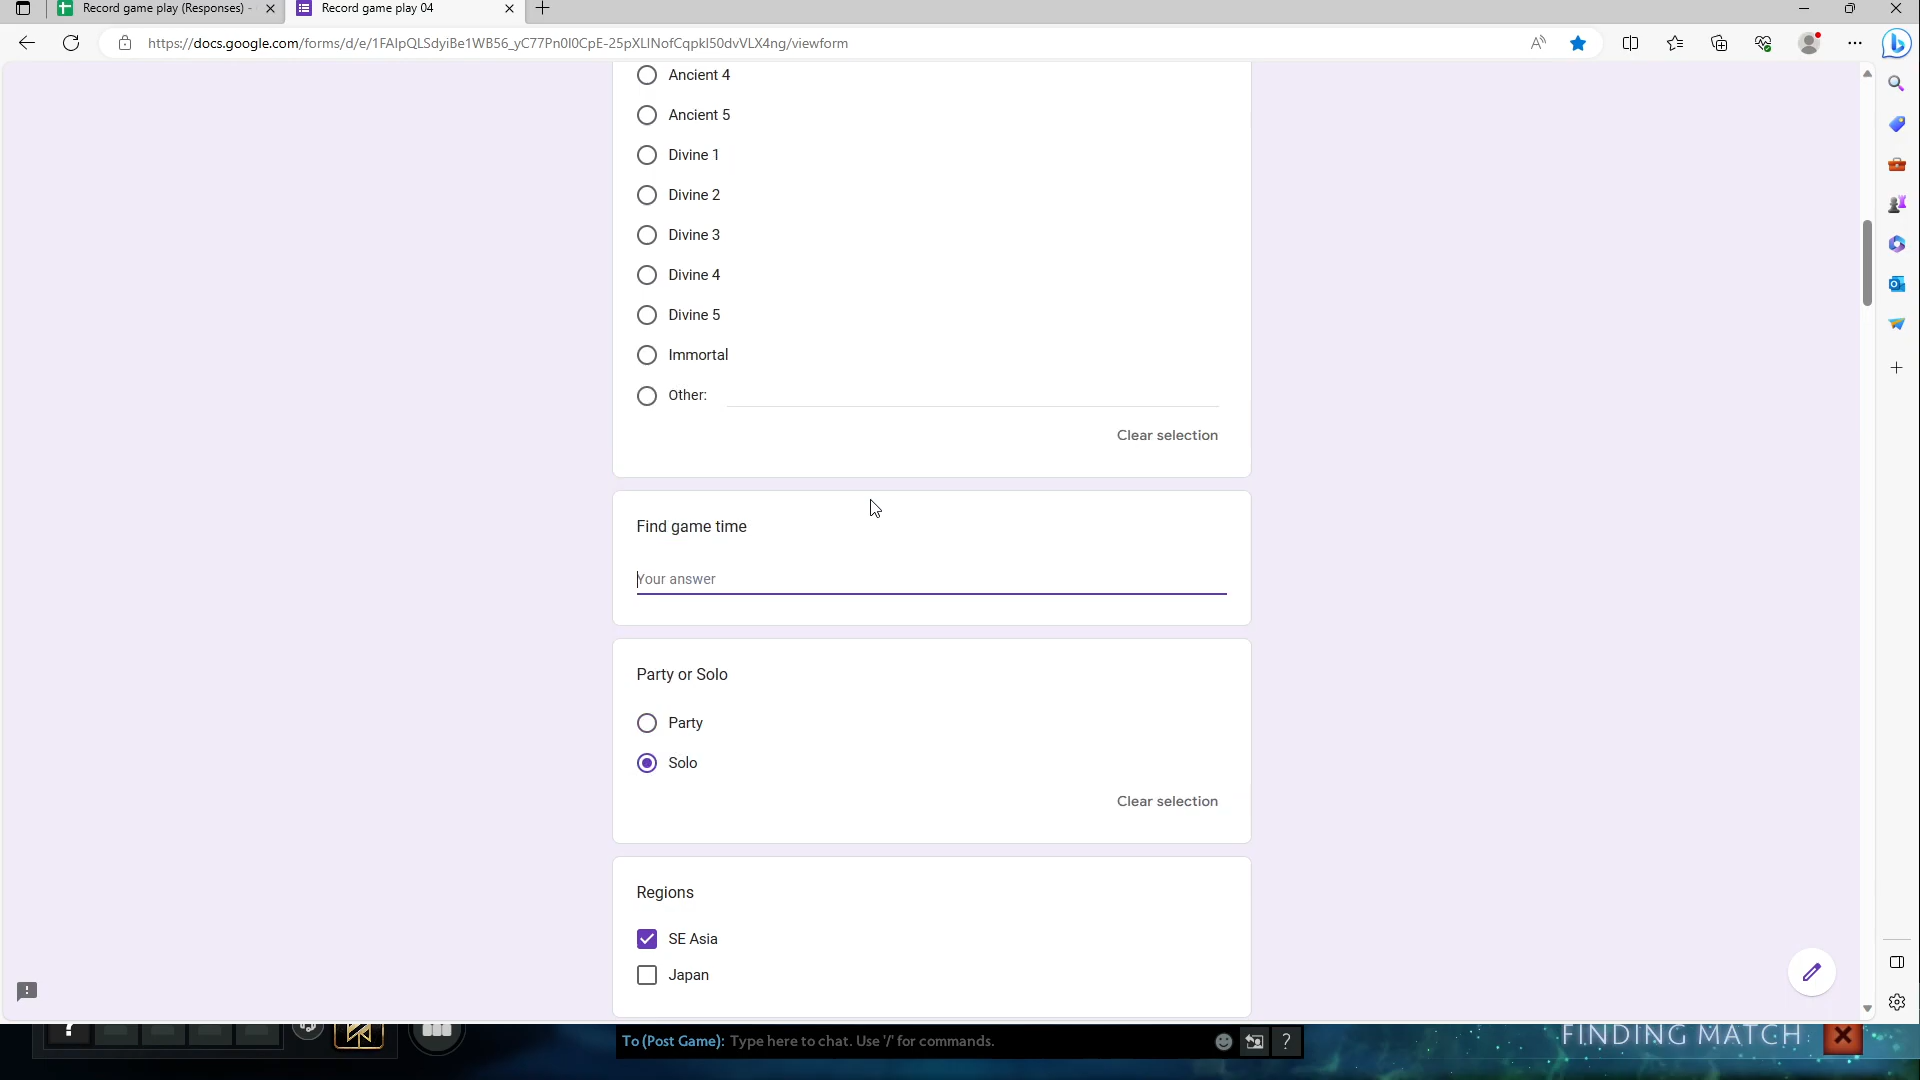 Record game play (Responses) -
Record game play 04
https://docs.google.com/forms/d/e/1FAIpQLSdyiBe1WB56_yC77Pn0I0CpE-25pXLINofCqpkI50dvVLX4ng/viewform
Ancient 4
Ancient 5
Divine 1
Divine 2
Divine 3
Divine 4
Divine 5
Immortal
Other:
Clear selection
Find game time
Your answer
Party or Solo
Party
Solo
Clear selection
Regions
SE Asia
Japan
To (Post Game): Type here to chat. Use '/' for commands.
?
FINDING MATCH